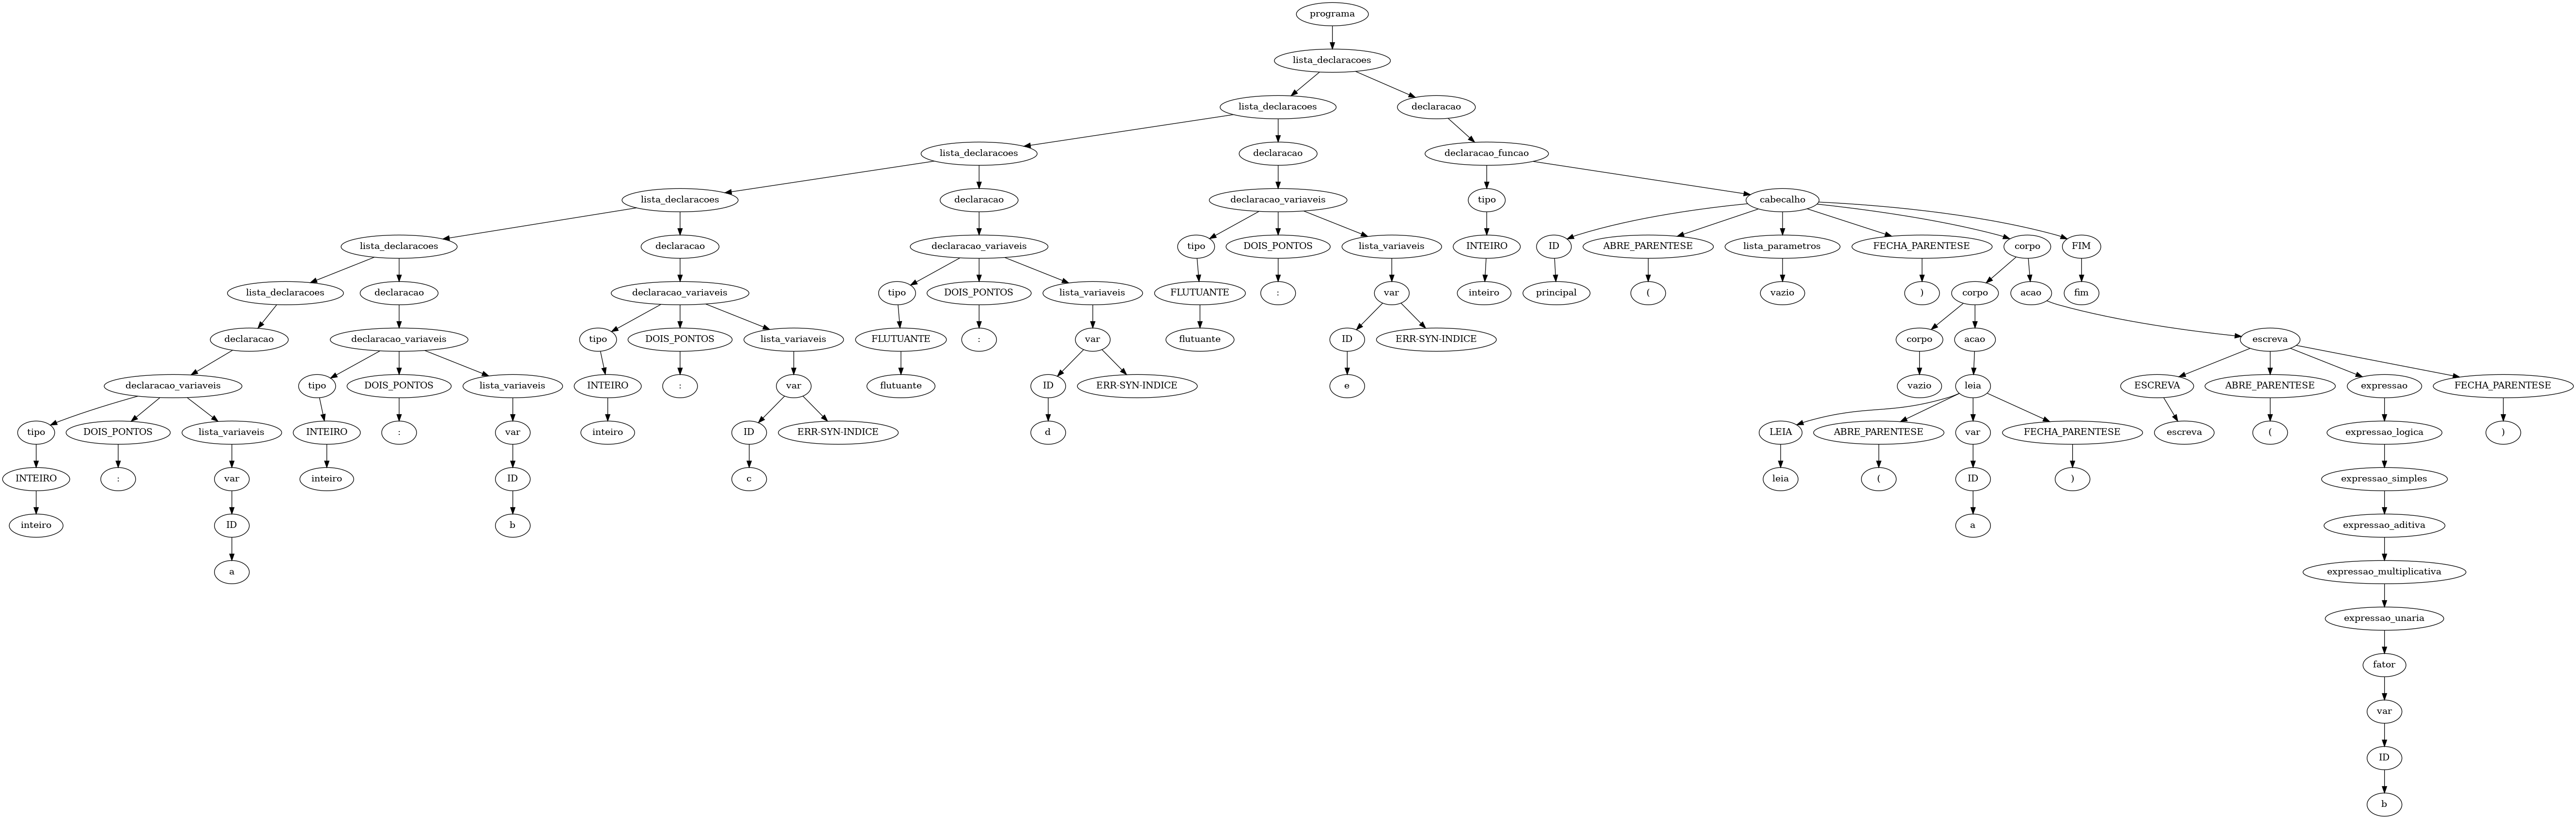 programa
lista_declaracoes
lista_declaracoes declaracao
lista_declaracoes declaracao declaracao_funcao
lista_declaracoes declaracao declaracao_variaveis tipo cabecalho
lista_declaracoes declaracao declaracao_variaveis tipo DOIS_PONTOS lista_variaveis INTEIRO ID ABRE_PARENTESE lista_parametros FECHA_PARENTESE corpo FIM
lista_declaracoes declaracao declaracao_variaveis tipo DOIS_PONTOS lista_variaveis FLUTUANTE : var inteiro principal ( vazio ) corpo acao fim
declaracao declaracao_variaveis tipo DOIS_PONTOS lista_variaveis FLUTUANTE : var flutuante ID ERR-SYN-INDICE corpo acao escreva
declaracao_variaveis tipo DOIS_PONTOS lista_variaveis INTEIRO : var flutuante ID ERR-SYN-INDICE e vazio leia ESCREVA ABRE_PARENTESE expressao FECHA_PARENTESE
tipo DOIS_PONTOS lista_variaveis INTEIRO : var inteiro ID ERR-SYN-INDICE d LEIA ABRE_PARENTESE var FECHA_PARENTESE escreva ( expressao_logica )
INTEIRO : var inteiro ID c leia ( ID ) expressao_simples
inteiro ID b a expressao_aditiva
a expressao_multiplicativa
expressao_unaria
fator
var
ID
b